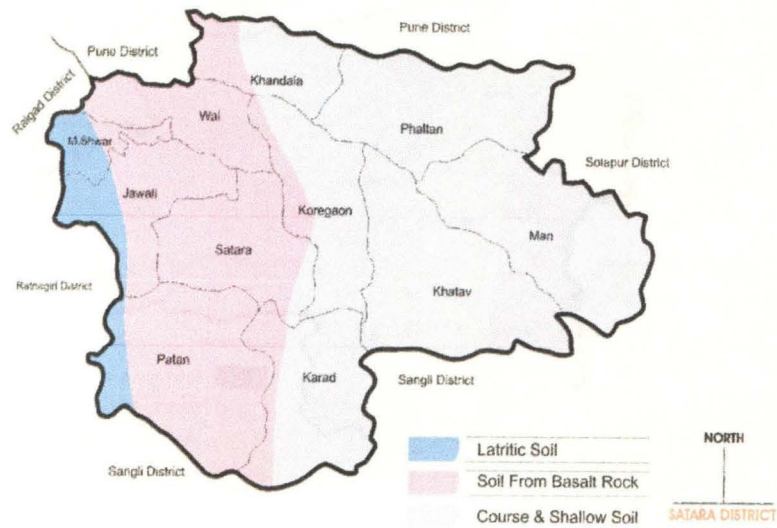 Pune District
Pune District
Raigad District
Khandala
Wai
Phaltan
M.Shwar
Solapur District
Jawali
Koregaon
Man
Satara
Ratnagiri District
Khatav
Patan
Karad
Sangli District
Sangli District
Latritic Soil
Soil From Basalt Rock
Course & Shallow Soil
NORTH
SATARA DISTRICT